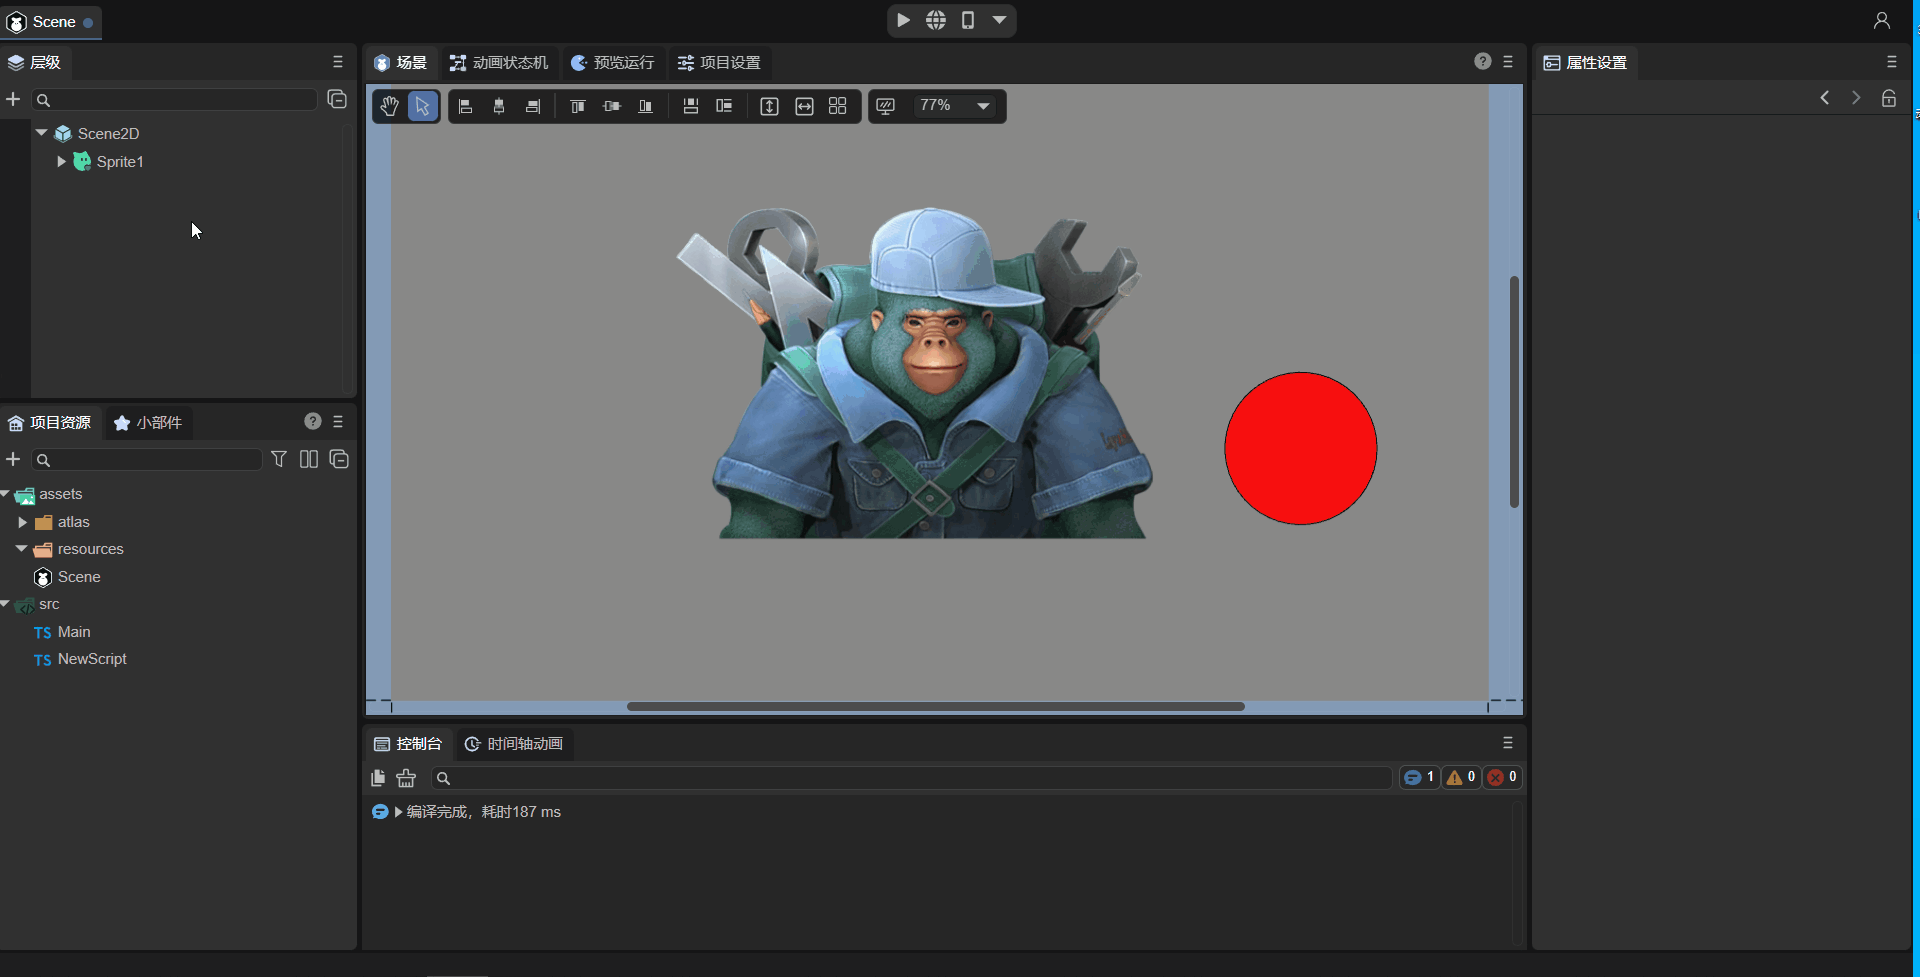 Scene
层级
Scene2D
Sprite1
项目资源 小部件
assets
atlas
resources
Scene
src
TS Main
TS NewScript
场景 动画状态机 预览运行 项目设置
77%
控制台 时间轴动画
1 0 0
编译完成，耗时187 ms
属性设置